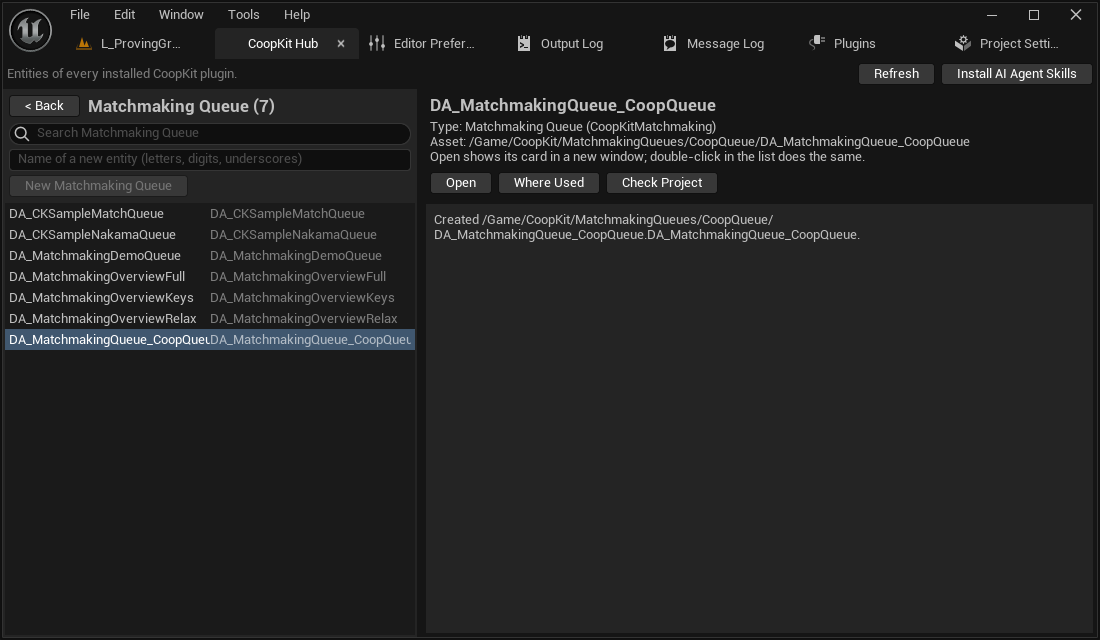 File Edit Window Tools Help
L_ProvingGr... CoopKit Hub Editor Prefer... Output Log Message Log Plugins Project Setti...
Entities of every installed CoopKit plugin.
Refresh Install AI Agent Skills
< Back Matchmaking Queue (7)
Search Matchmaking Queue
Name of a new entity (letters, digits, underscores)
New Matchmaking Queue
DA_CKSampleMatchQueue DA_CKSampleMatchQueue
DA_CKSampleNakamaQueue DA_CKSampleNakamaQueue
DA_MatchmakingDemoQueue DA_MatchmakingDemoQueue
DA_MatchmakingOverviewFull DA_MatchmakingOverviewFull
DA_MatchmakingOverviewKeys DA_MatchmakingOverviewKeys
DA_MatchmakingOverviewRelax DA_MatchmakingOverviewRelax
DA_MatchmakingQueue_CoopQueu DA_MatchmakingQueue_CoopQueu
DA_MatchmakingQueue_CoopQueue
Type: Matchmaking Queue (CoopKitMatchmaking)
Asset: /Game/CoopKit/MatchmakingQueues/CoopQueue/DA_MatchmakingQueue_CoopQueue
Open shows its card in a new window; double-click in the list does the same.
Open Where Used Check Project
Created /Game/CoopKit/MatchmakingQueues/CoopQueue/
DA_MatchmakingQueue_CoopQueue.DA_MatchmakingQueue_CoopQueue.